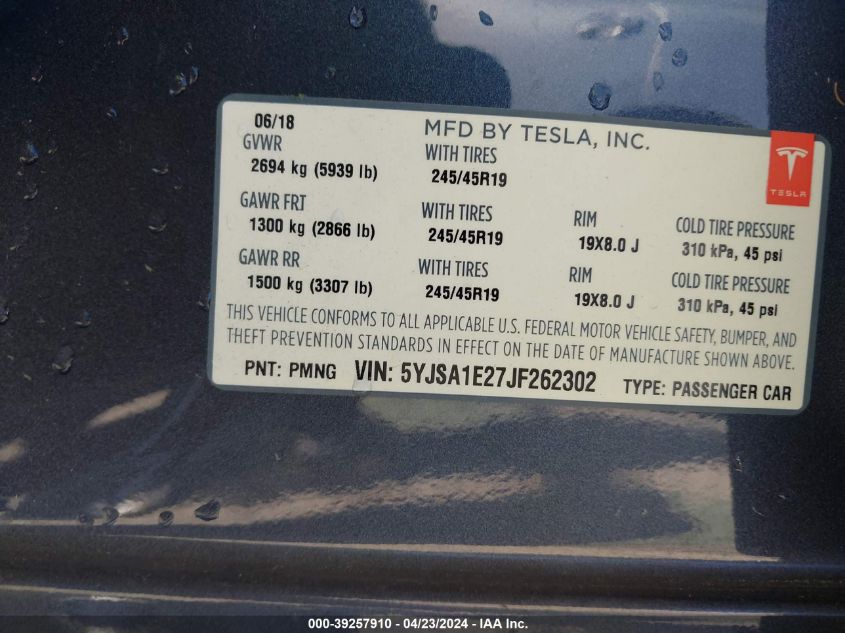 06/18 MFD BY TESLA, INC.
GVWR WITH TIRES
2694 kg (5939 lb) 245/45R19
TESLA
GAWR FRT WITH TIRES RIM COLD TIRE PRESSURE
1300 kg (2866 lb) 245/45R19 19X8.0 J 310 kPa, 45 psi
GAWR RR WITH TIRES RIM COLD TIRE PRESSURE
1500 kg (3307 lb) 245/45R19 19X8.0 J 310 kPa, 45 psi
THIS VEHICLE CONFORMS TO ALL APPLICABLE U.S. FEDERAL MOTOR VEHICLE SAFETY, BUMPER, AND
THEFT PREVENTION STANDARDS IN EFFECT ON THE DATE OF MANUFACTURE SHOWN ABOVE.
PNT: PMNG VIN: 5YJSA1E27JF262302 TYPE: PASSENGER CAR
000-39257910 - 04/23/2024 - IAA Inc.